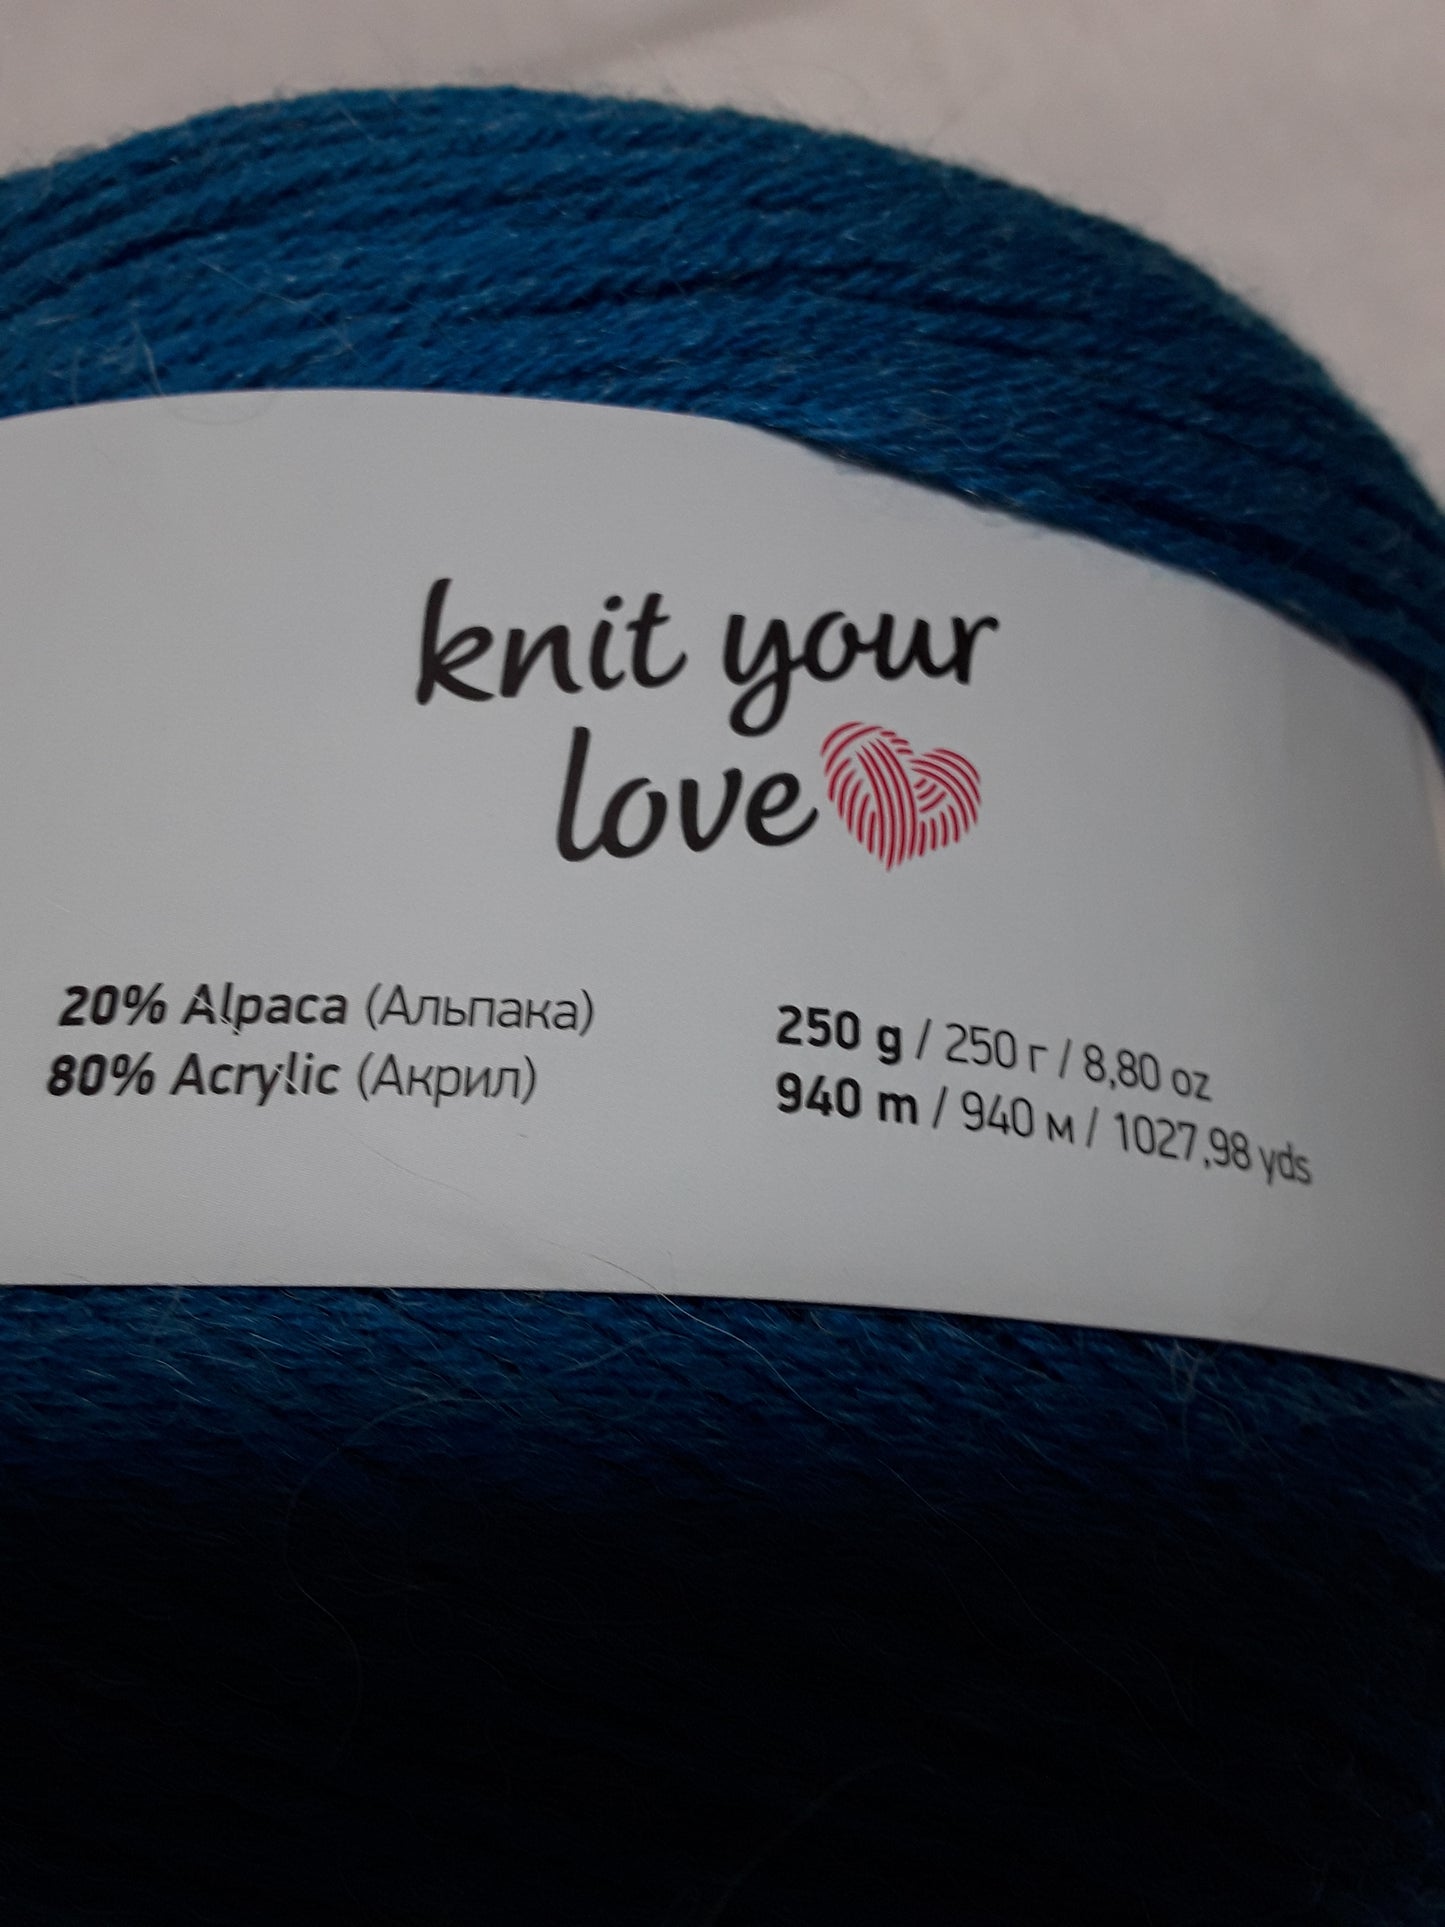 knit your
love
20% Alpaca (Альпака)
80% Acrylic (Акрил)
250 g / 250 г / 8,80 oz
940 m / 940 м / 1027,98 yds